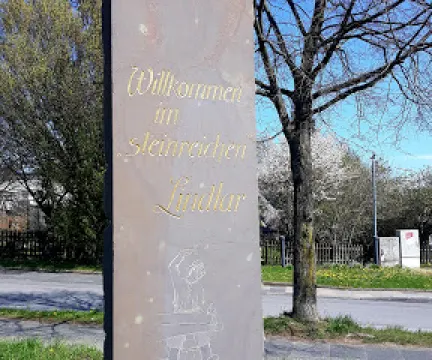 Willkommen
im
„steinreichen“
Lindlar